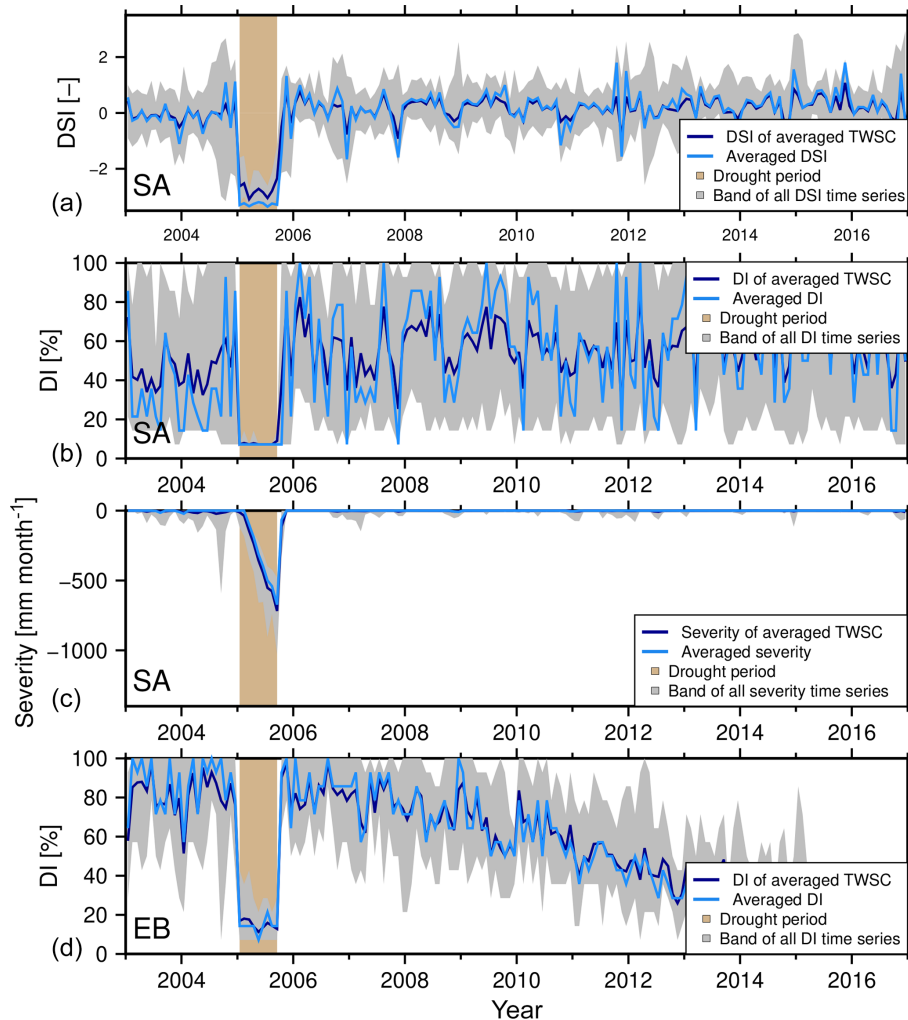 2
0
−2
DSI [−]
(a)
SA
DSI of averaged TWSC
Averaged DSI
Drought period
Band of all DSI time series
2004 2006 2008 2010 2012 2014 2016
100
80
60
40
20
0
DI [%]
(b)
SA
DI of averaged TWSC
Averaged DI
Drought period
Band of all DI time series
2004 2006 2008 2010 2012 2014 2016
0
−500
−1000
Severity [mm month⁻¹]
(c)
SA
Severity of averaged TWSC
Averaged severity
Drought period
Band of all severity time series
2004 2006 2008 2010 2012 2014 2016
100
80
60
40
20
0
DI [%]
(d)
EB
DI of averaged TWSC
Averaged DI
Drought period
Band of all DI time series
2004 2006 2008 2010 2012 2014 2016
Year